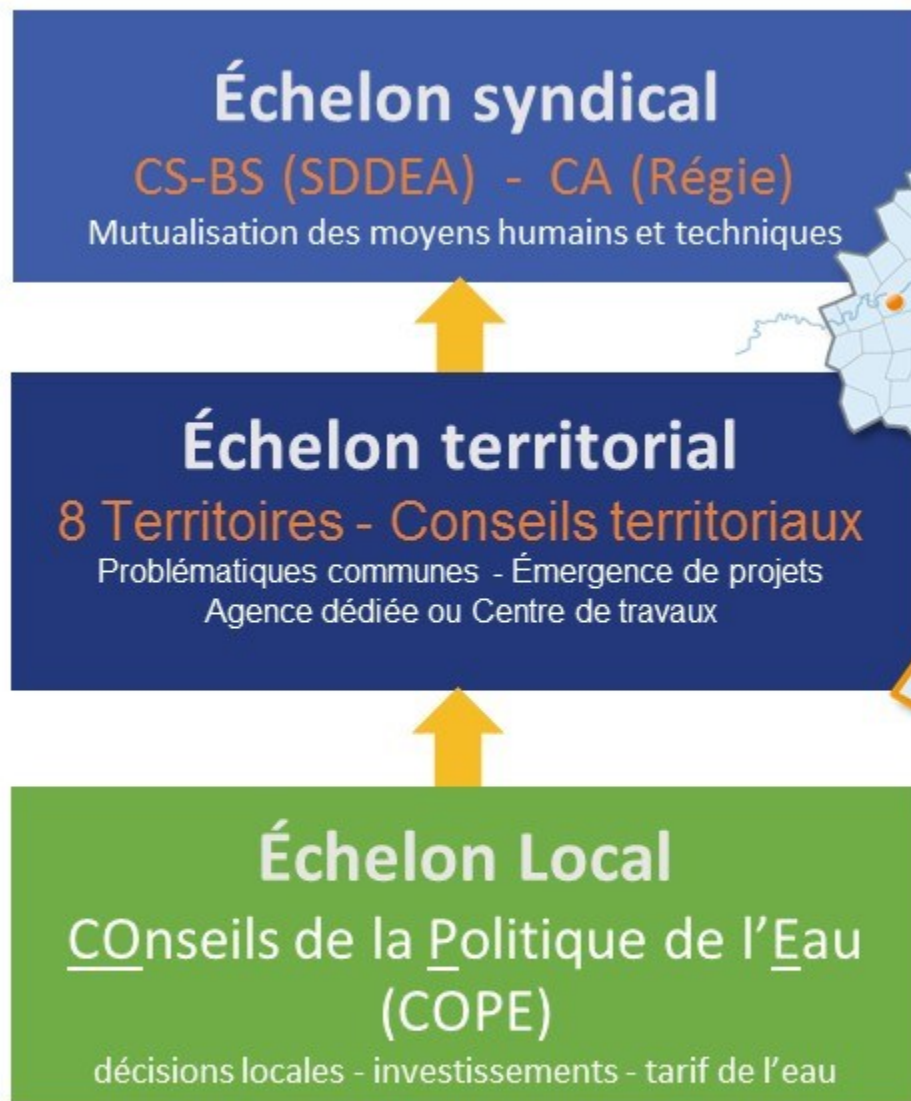 Échelon syndical
CS-BS (SDDEA) - CA (Régie)
Mutualisation des moyens humains et techniques
Échelon territorial
8 Territoires - Conseils territoriaux
Problématiques communes - Émergence de projets
Agence dédiée ou Centre de travaux
Échelon Local
COnseils de la Politique de l’Eau
(COPE)
décisions locales - investissements - tarif de l’eau